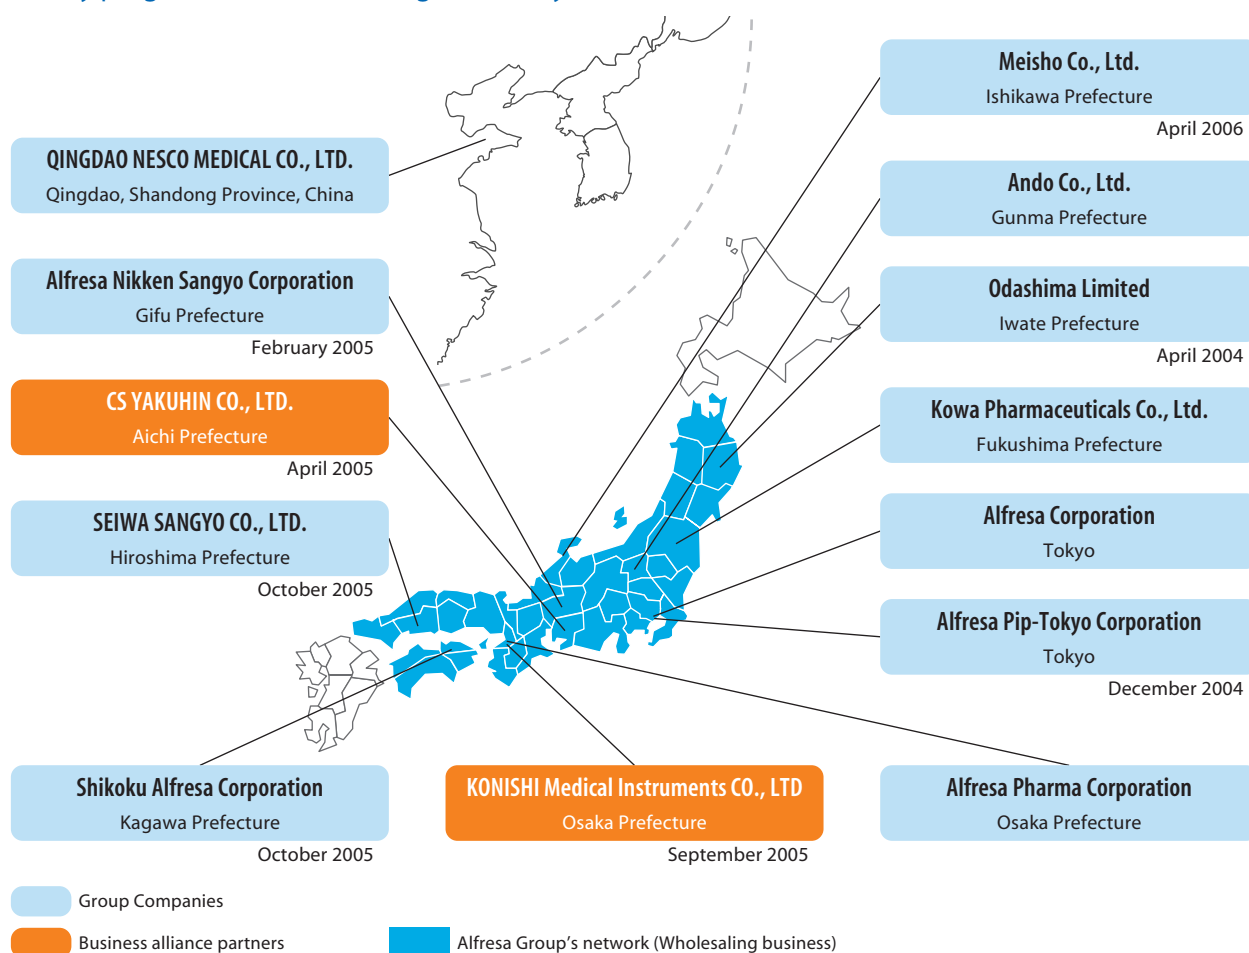 QINGDAO NESCO MEDICAL CO., LTD.
Qingdao, Shandong Province, China
Alfresa Nikken Sangyo Corporation
Gifu Prefecture
February 2005
CS YAKUHIN CO., LTD.
Aichi Prefecture
April 2005
SEIWA SANGYO CO., LTD.
Hiroshima Prefecture
October 2005
Meisho Co., Ltd.
Ishikawa Prefecture
April 2006
Ando Co., Ltd.
Gunma Prefecture
Odashima Limited
Iwate Prefecture
April 2004
Kowa Pharmaceuticals Co., Ltd.
Fukushima Prefecture
Alfresa Corporation
Tokyo
Alfresa Pip-Tokyo Corporation
Tokyo
December 2004
Shikoku Alfresa Corporation
Kagawa Prefecture
October 2005
KONISHI Medical Instruments CO., LTD
Osaka Prefecture
September 2005
Alfresa Pharma Corporation
Osaka Prefecture
Group Companies
Business alliance partners
Alfresa Group's network (Wholesaling business)